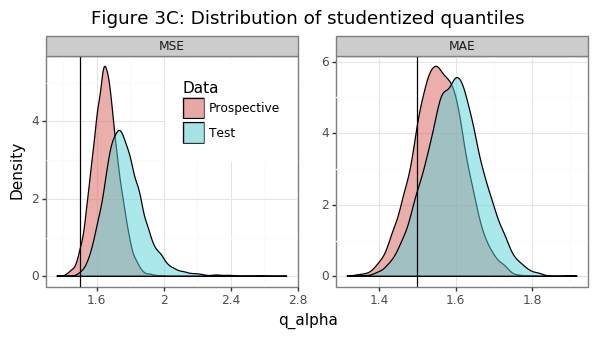 Figure 3C: Distribution of studentized quantiles
MSE
MAE
Density
4
2
0
1.6
2
2.4
2.8
Data
Prospective
Test
6
4
2
0
1.4
1.6
1.8
q_alpha